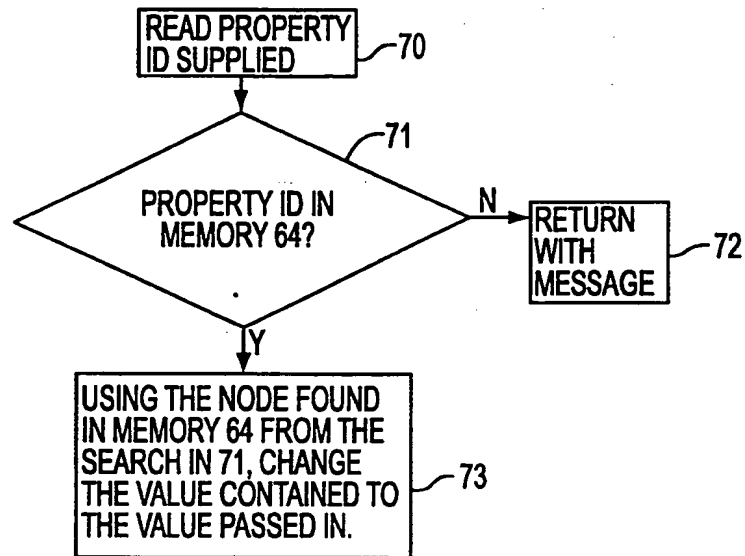 READ PROPERTY
ID SUPPLIED
70
71
PROPERTY ID IN
MEMORY 64?
N
RETURN
WITH
MESSAGE
72
Y
USING THE NODE FOUND
IN MEMORY 64 FROM THE
SEARCH IN 71, CHANGE
THE VALUE CONTAINED TO
THE VALUE PASSED IN.
73